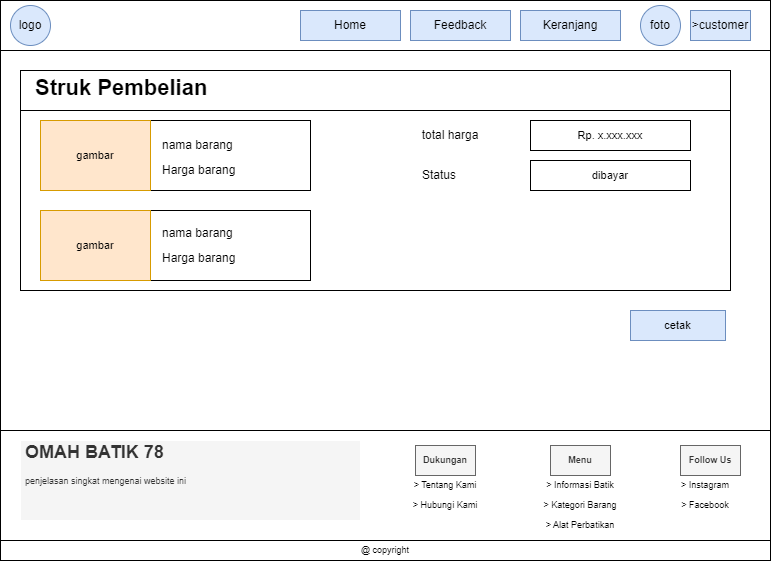 logo
Home
Feedback
Keranjang
foto
>customer
Struk Pembelian
gambar
nama barang
Harga barang
total harga
Rp. x.xxx.xxx
Status
dibayar
gambar
nama barang
Harga barang
cetak
OMAH BATIK 78
penjelasan singkat mengenai website ini
Dukungan
> Tentang Kami
> Hubungi Kami
Menu
> Informasi Batik
> Kategori Barang
> Alat Perbatikan
Follow Us
> Instagram
> Facebook
@ copyright